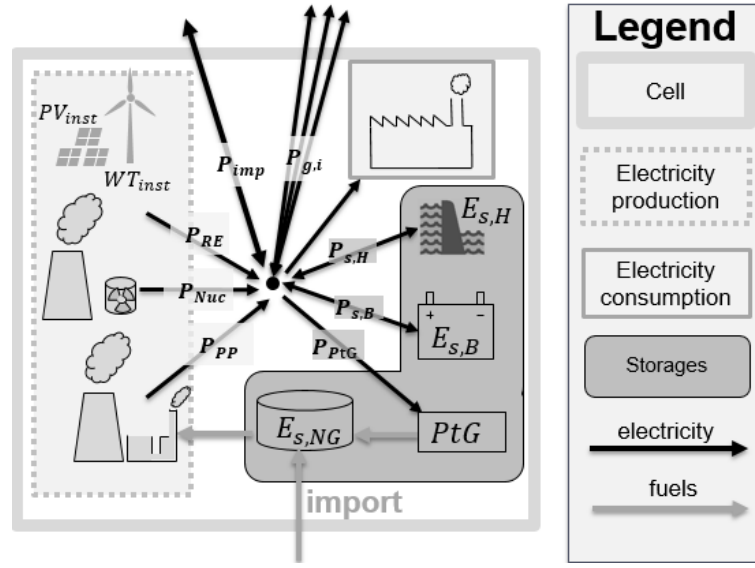 Legend
Cell
Electricity
production
Electricity
consumption
Storages
electricity
fuels
PV_inst
WT_inst
P_imp
P_g,i
P_RE
P_Nuc
P_PP
P_s,H
P_s,B
P_PtG
E_s,H
+ −
E_s,B
E_s,NG
PtG
import